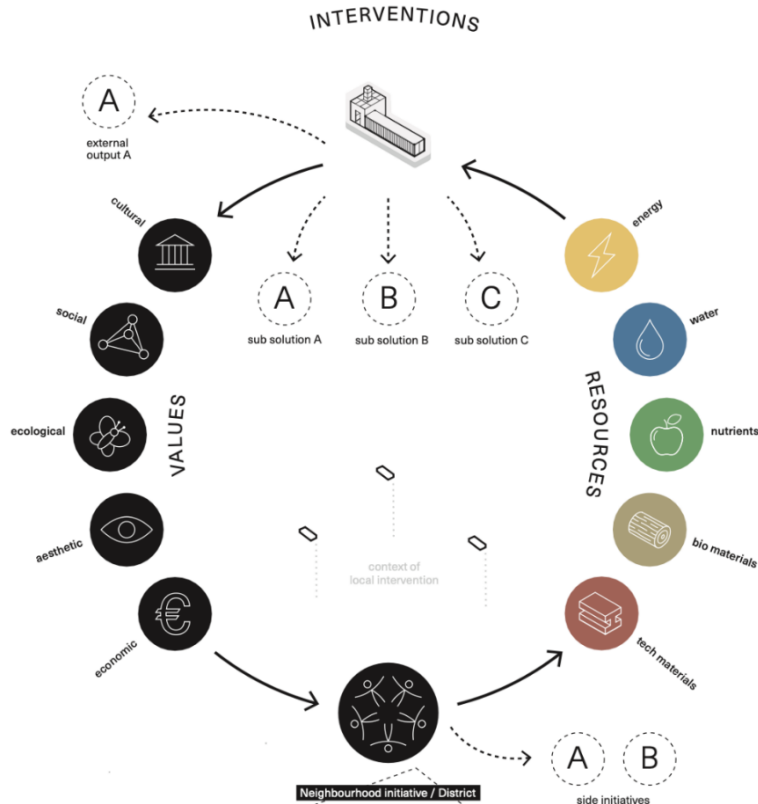 INTERVENTIONS
A
external
output A
cultural
energy
A
B
C
sub solution A
sub solution B
sub solution C
social
water
VALUES
RESOURCES
ecological
nutrients
context of
local intervention
aesthetic
bio materials
€
economic
tech materials
A
B
Neighbourhood initiative / District
side initiatives